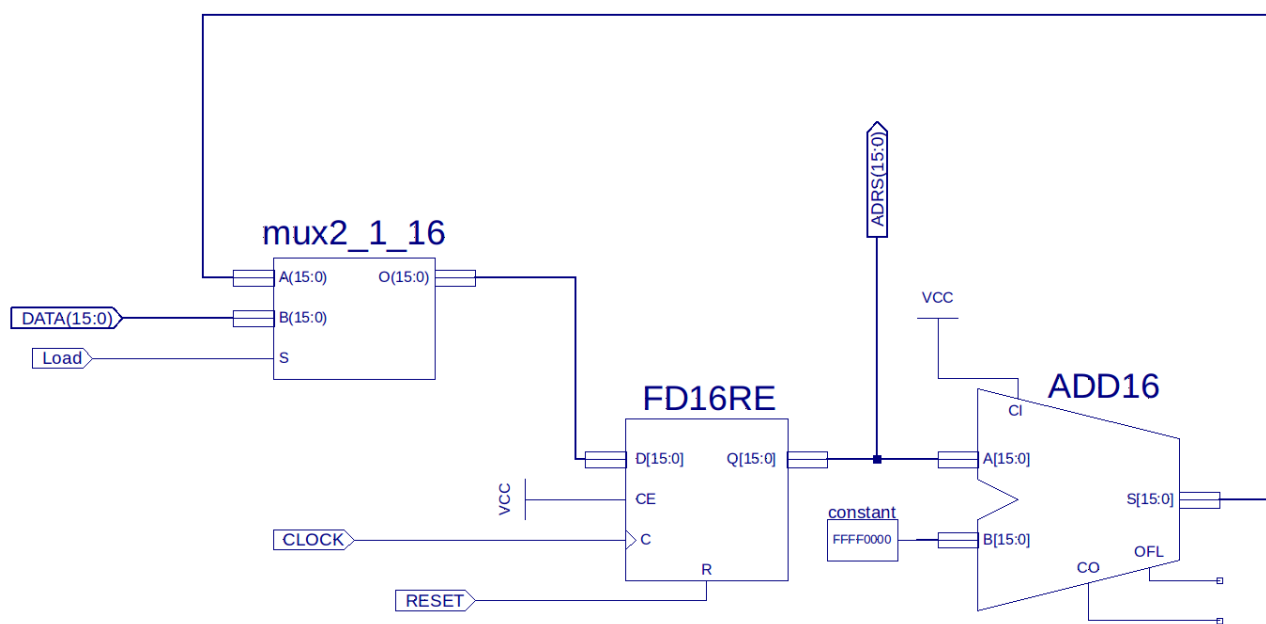 ADRS(15:0)
mux2_1_16
A(15:0)
O(15:0)
DATA(15:0)
B(15:0)
Load
S
VCC
FD16RE
ADD16
CI
D[15:0]
Q[15:0]
A[15:0]
VCC
CE
S[15:0]
constant
FFFF0000
B[15:0]
CLOCK
C
OFL
R
CO
RESET